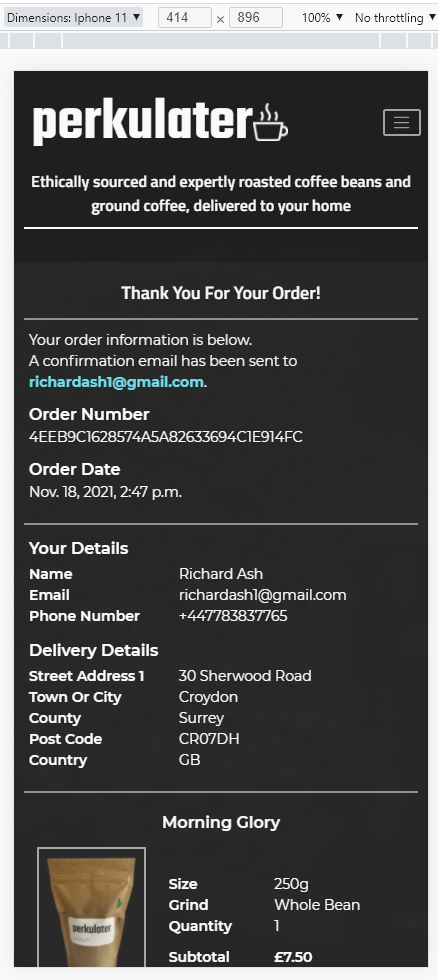 Dimensions: Iphone 11 ▼ 414 × 896 100% ▼ No throttling ▼
perkulater
Ethically sourced and expertly roasted coffee beans and
ground coffee, delivered to your home
Thank You For Your Order!
Your order information is below.
A confirmation email has been sent to
richardash1@gmail.com.
Order Number
4EEB9C1628574A5A82633694C1E914FC
Order Date
Nov. 18, 2021, 2:47 p.m.
Your Details
Name Richard Ash
Email richardash1@gmail.com
Phone Number +447783837765
Delivery Details
Street Address 1 30 Sherwood Road
Town Or City Croydon
County Surrey
Post Code CR07DH
Country GB
Morning Glory
perkulater
Size 250g
Grind Whole Bean
Quantity 1
Subtotal £7.50